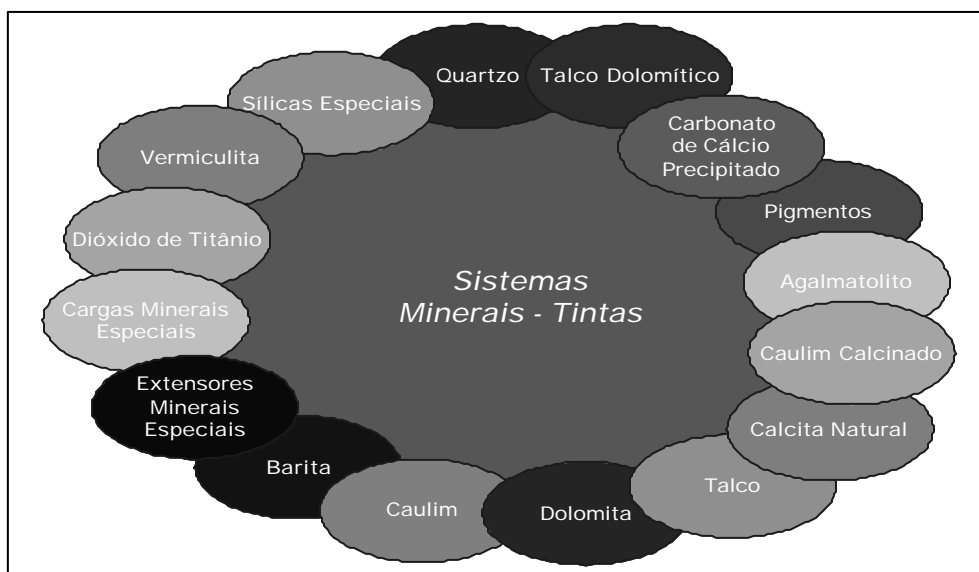 Quartzo
Talco Dolomítico
Sílicas Especiais
Carbonato
de Cálcio
Precipitado
Vermiculita
Pigmentos
Dióxido de Titânio
Agalmatolito
Sistemas
Minerais - Tintas
Cargas Minerais
Especiais
Caulim Calcinado
Extensores
Minerais
Especiais
Calcita Natural
Barita
Talco
Caulim
Dolomita